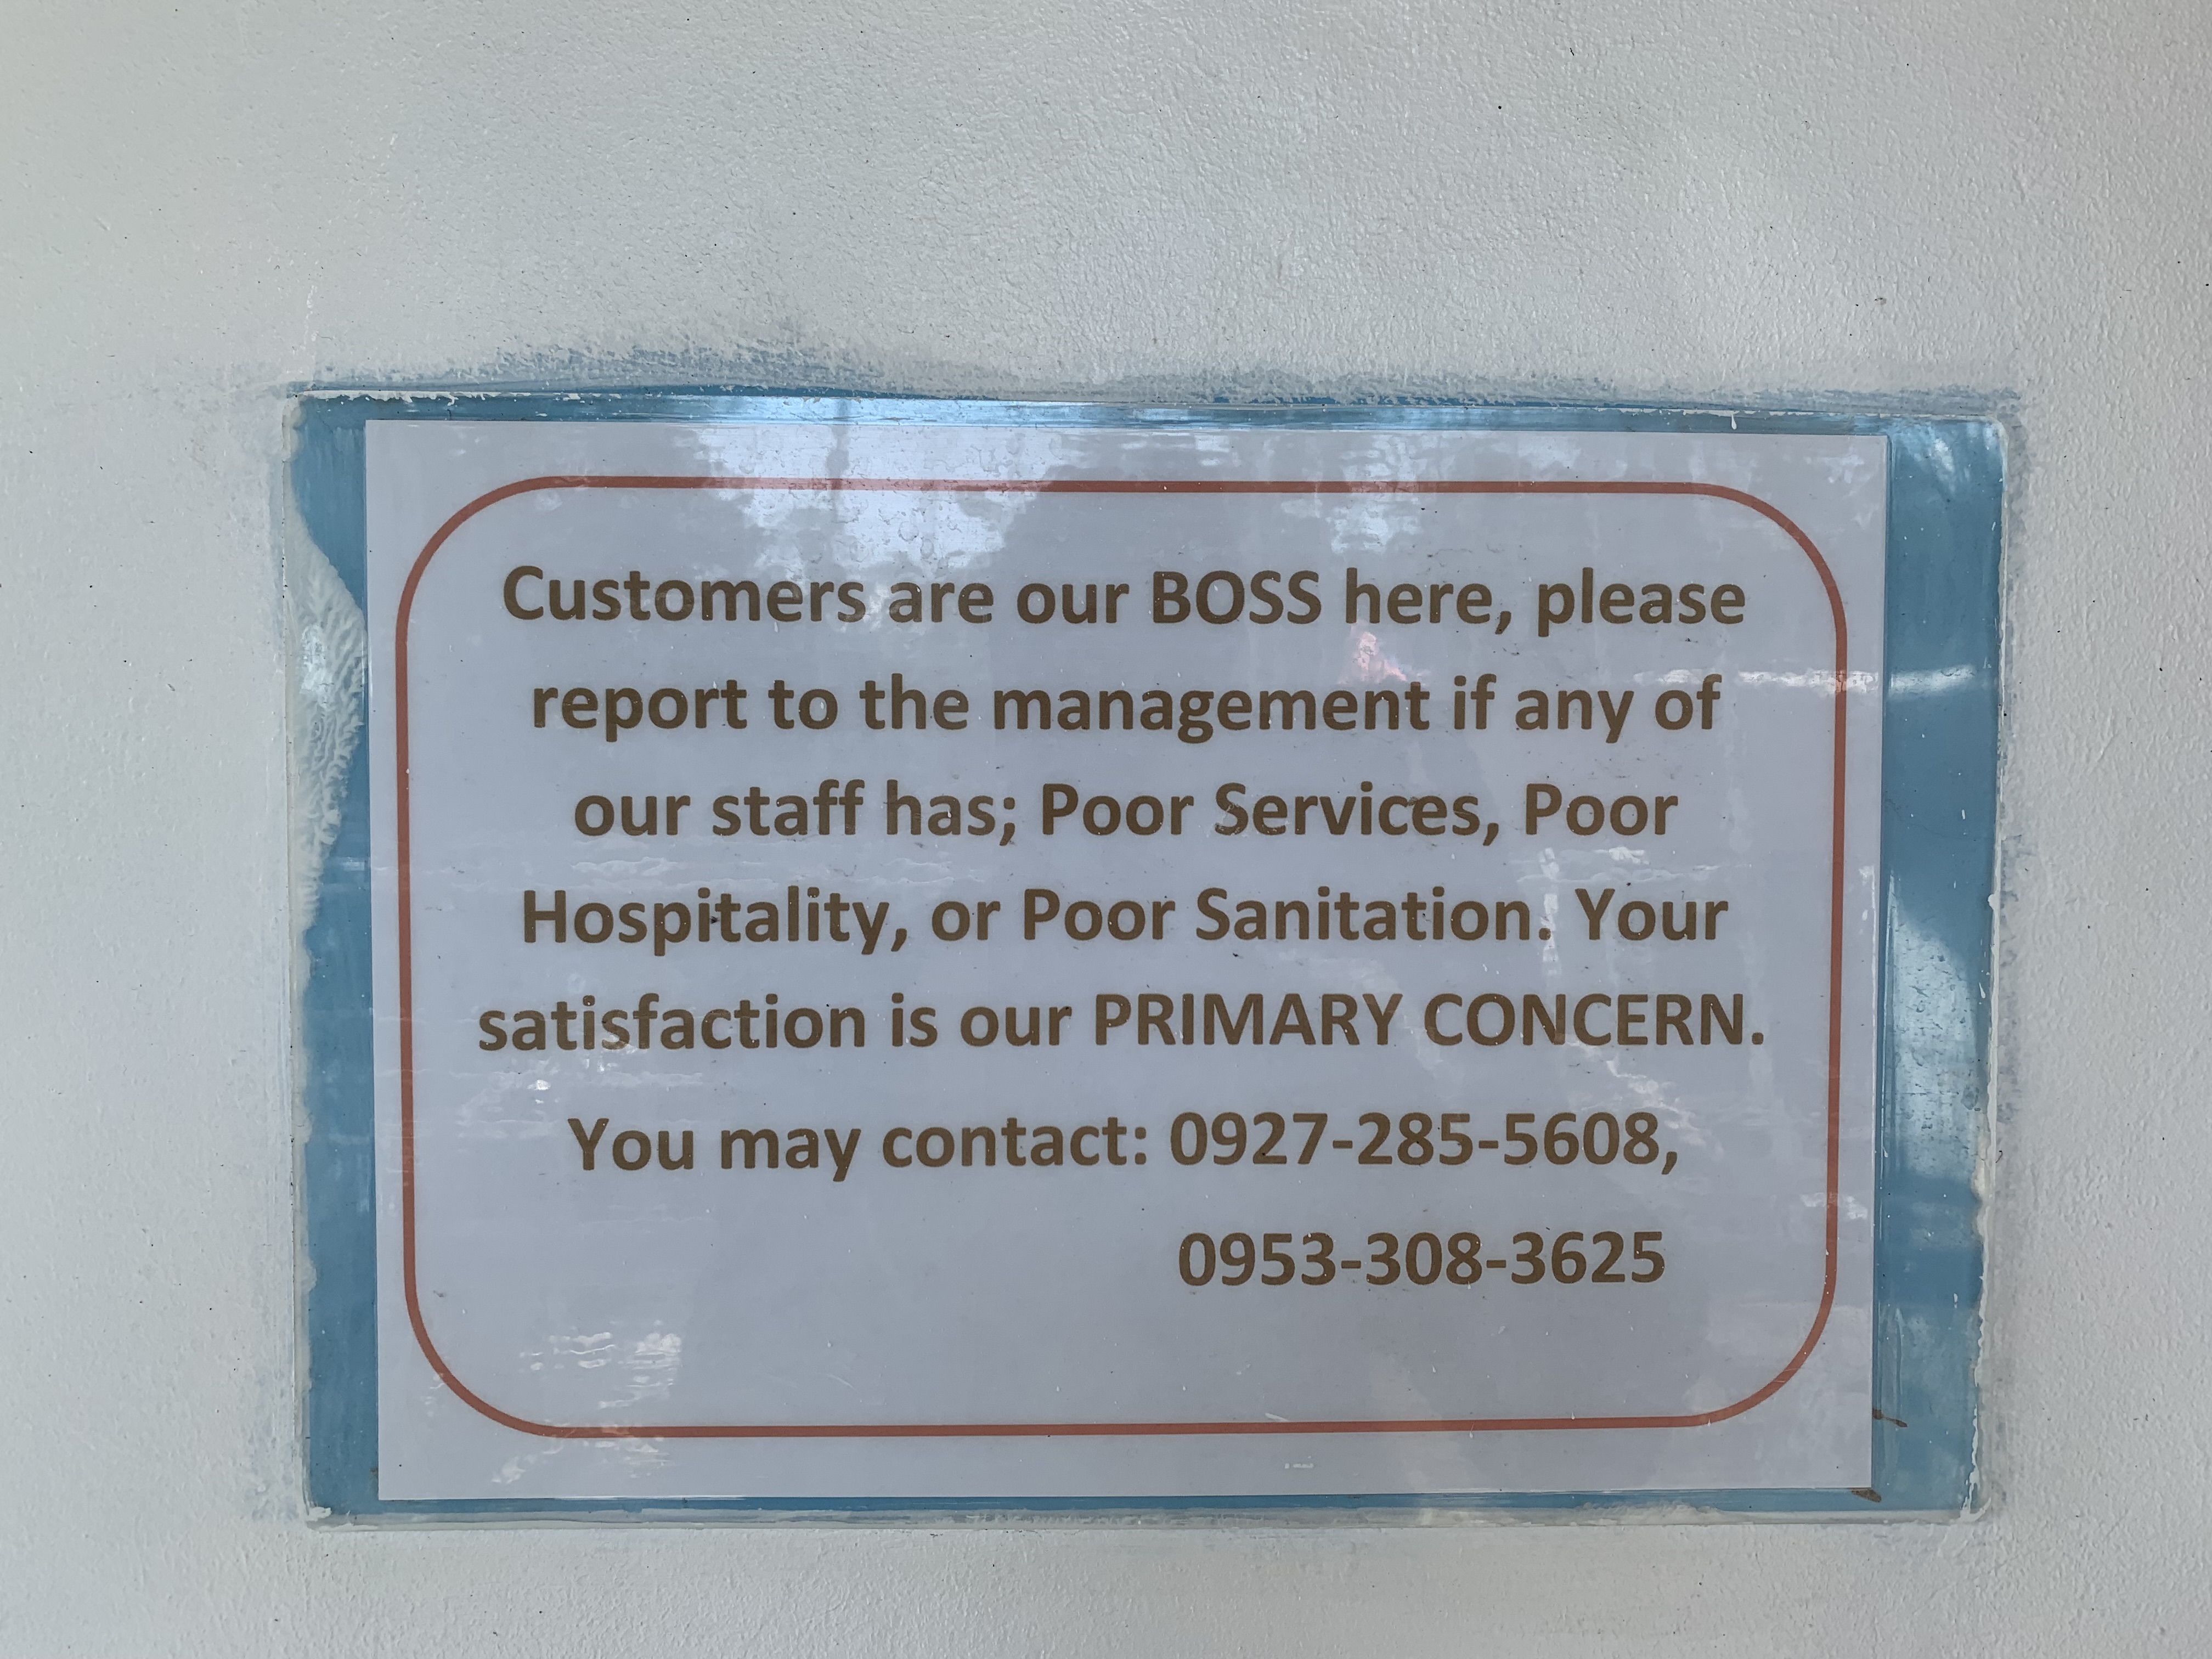 Customers are our BOSS here, please
report to the management if any of
our staff has; Poor Services, Poor
Hospitality, or Poor Sanitation. Your
satisfaction is our PRIMARY CONCERN.
You may contact: 0927-285-5608,
0953-308-3625